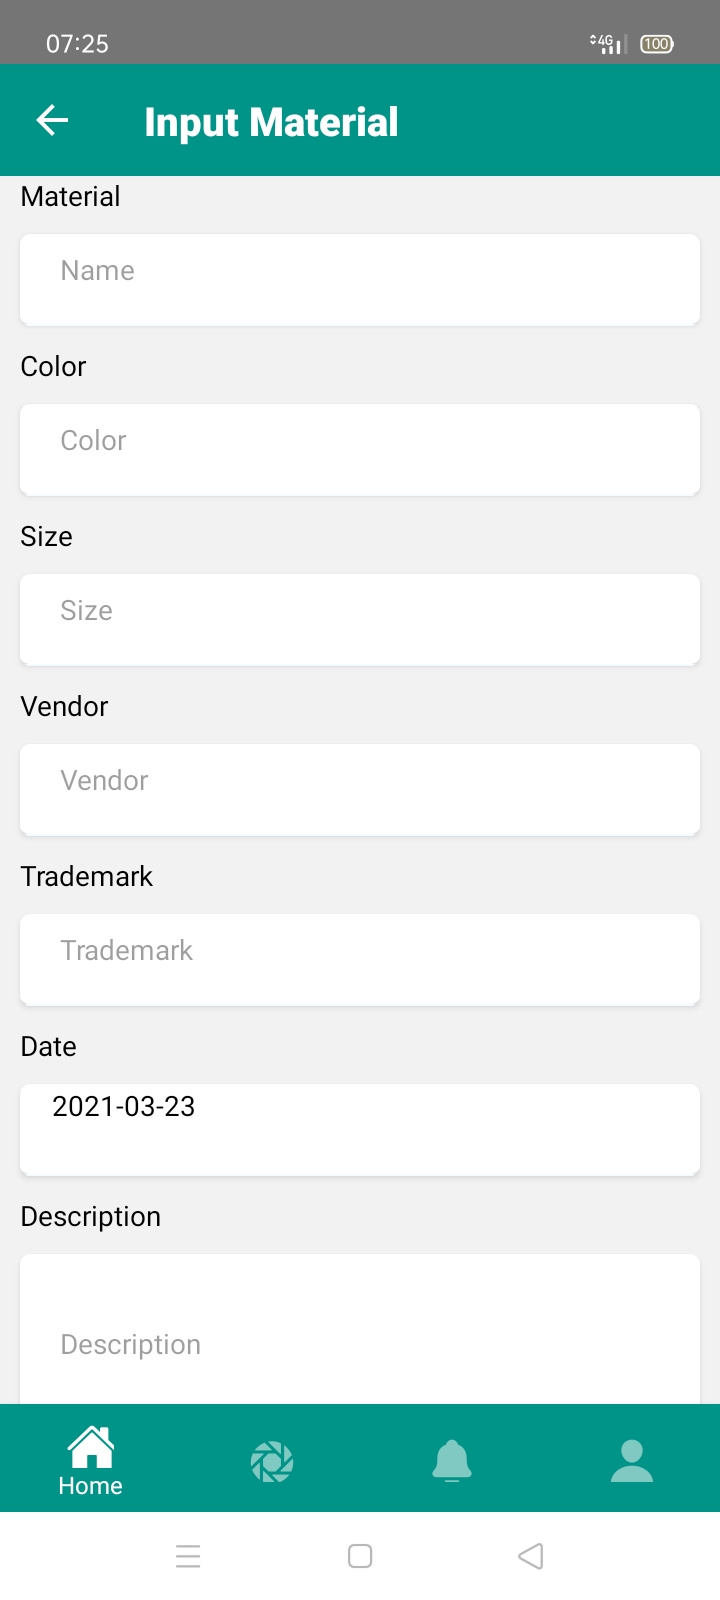 07:25
4G
100
Input Material
Material
Name
Color
Color
Size
Size
Vendor
Vendor
Trademark
Trademark
Date
2021-03-23
Description
Description
Home